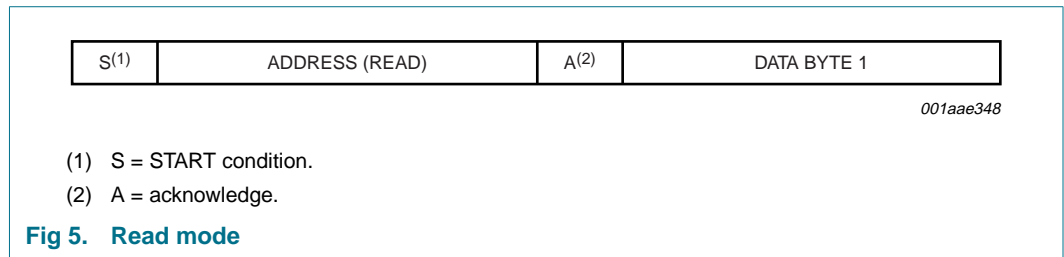 S(1) ADDRESS (READ) A(2) DATA BYTE 1
001aae348
(1) S = START condition.
(2) A = acknowledge.
Fig 5. Read mode